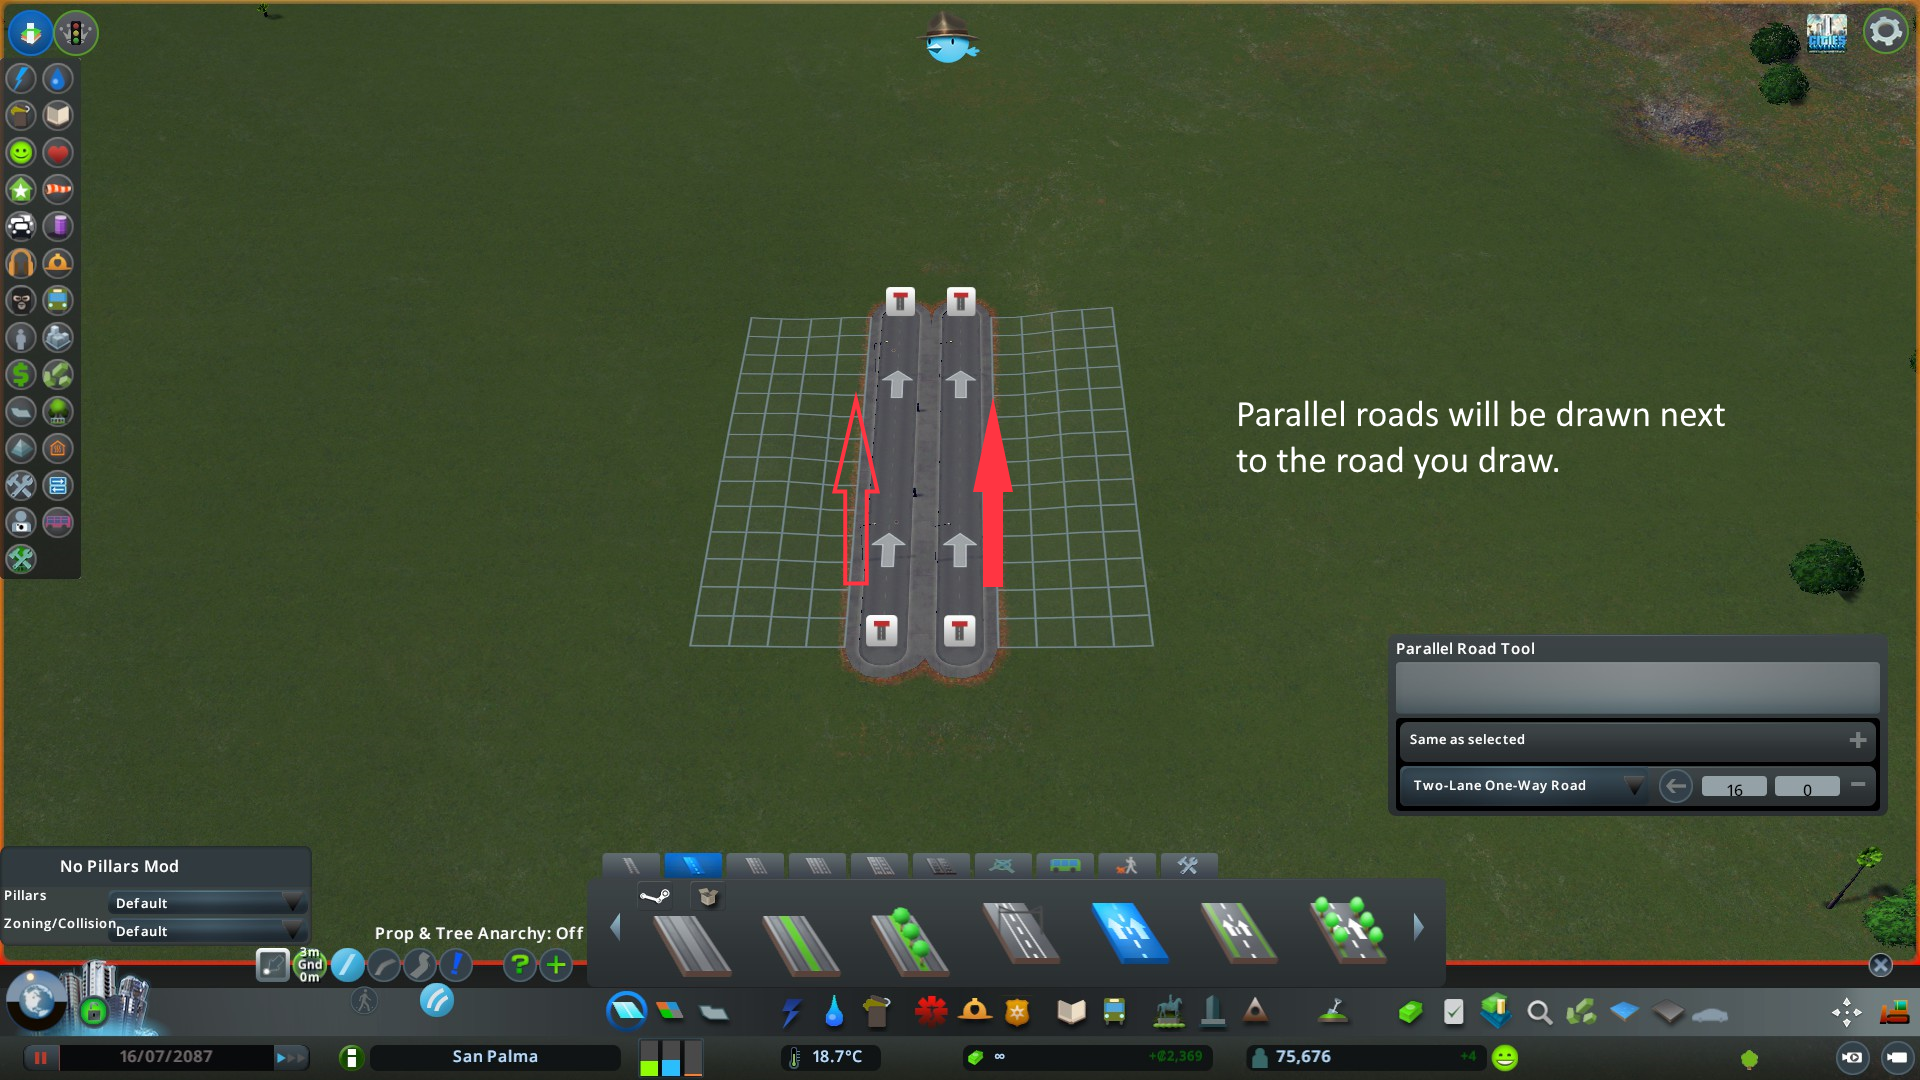 CITIES
Parallel roads will be drawn next
to the road you draw.
Parallel Road Tool
Same as selected
Two-Lane One-Way Road
16
0
No Pillars Mod
Pillars
Default
Zoning/Collision
Default
Prop & Tree Anarchy: Off
3m
Gnd
0m
16/07/2087
San Palma
18.7°C
∞
+₡2,369
75,676
+4